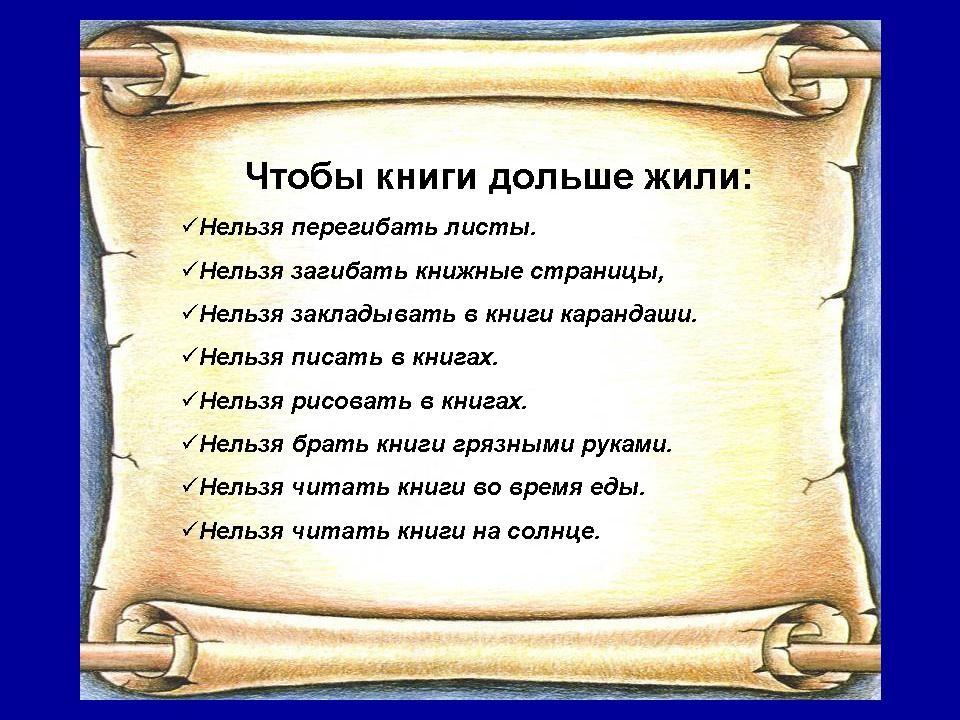 Чтобы книги дольше жили:
✓Нельзя перегибать листы.
✓Нельзя загибать книжные страницы,
✓Нельзя закладывать в книги карандаши.
✓Нельзя писать в книгах.
✓Нельзя рисовать в книгах.
✓Нельзя брать книги грязными руками.
✓Нельзя читать книги во время еды.
✓Нельзя читать книги на солнце.